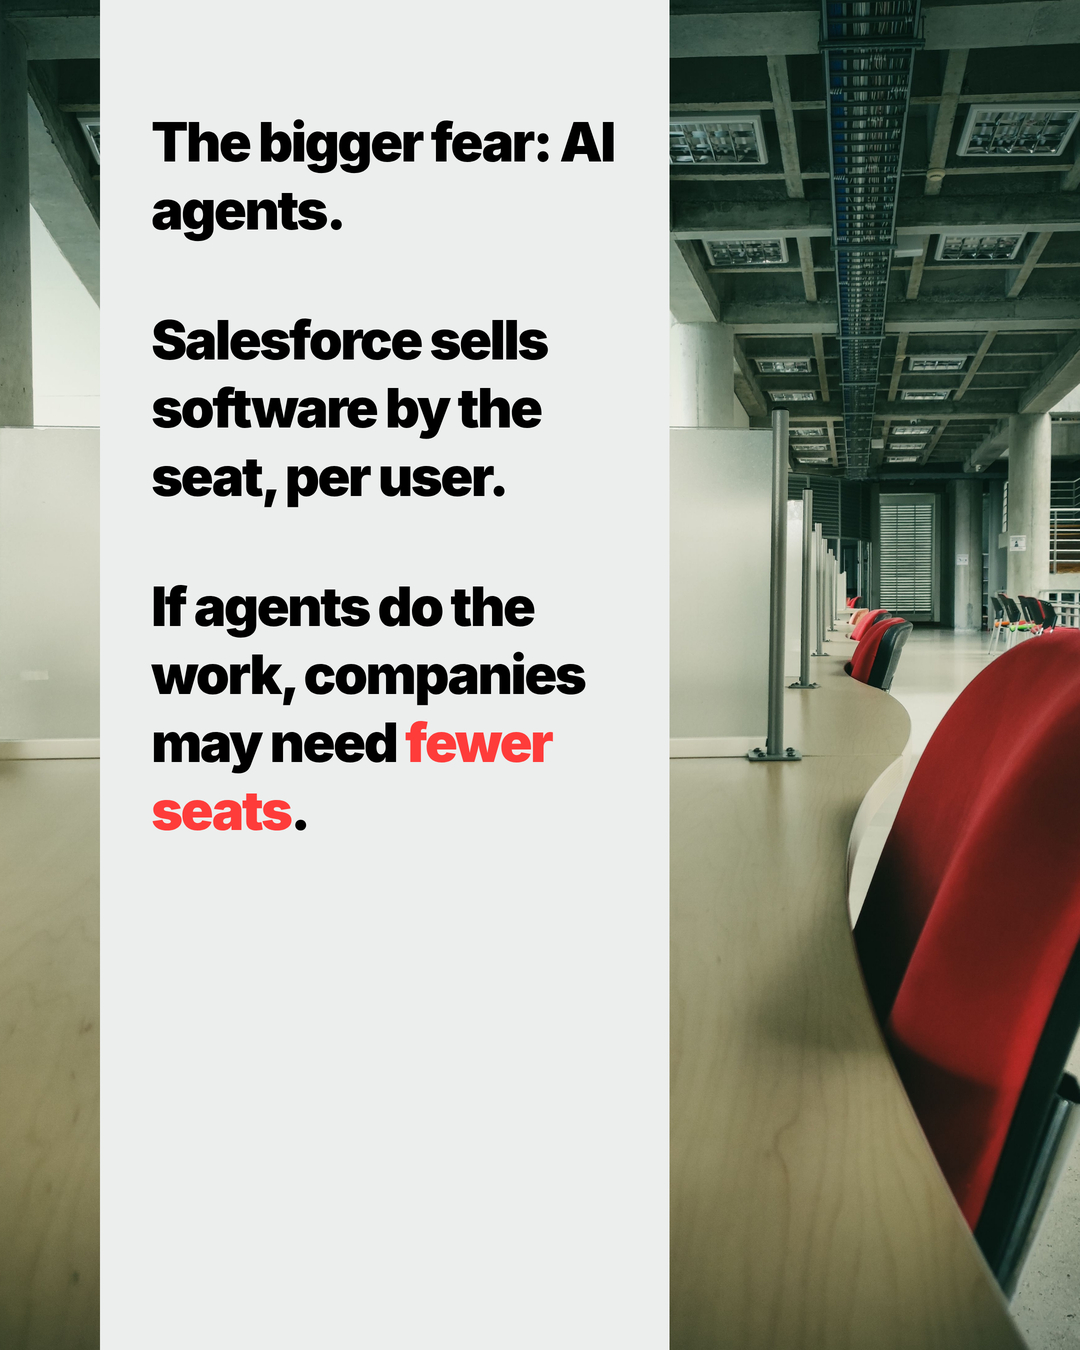 The bigger fear: AI
agents.
Salesforce sells
software by the
seat, per user.
If agents do the
work, companies
may need fewer
seats.